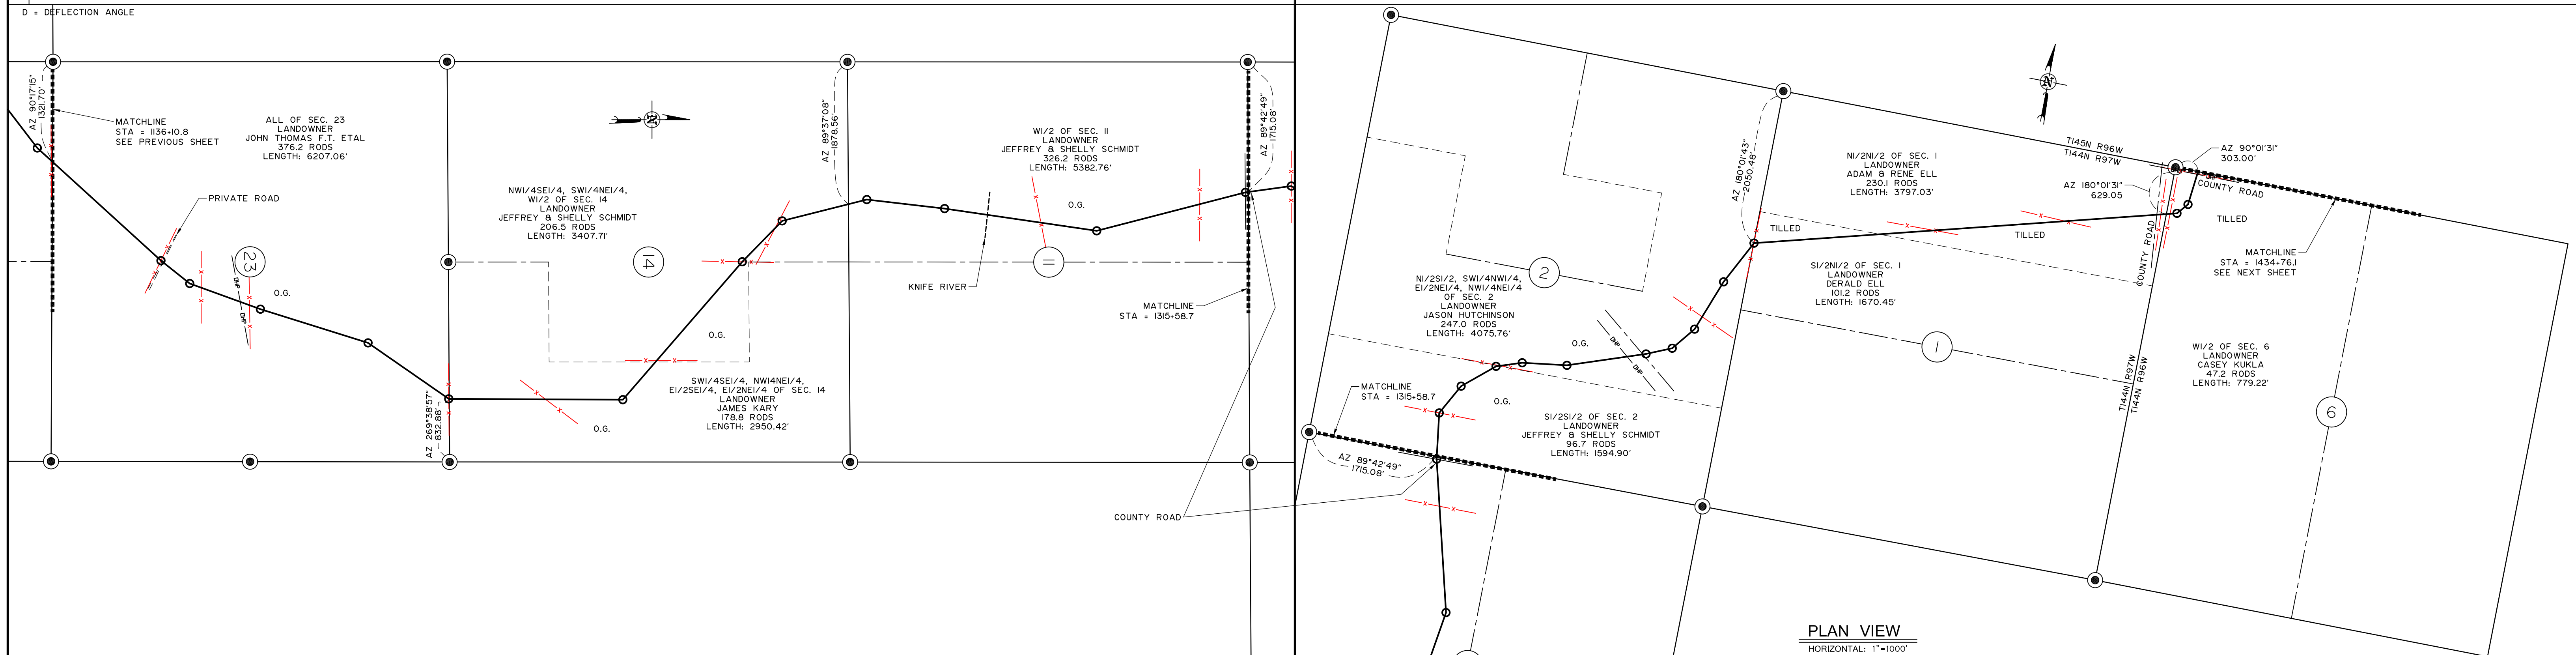 D = DEFLECTION ANGLE
AZ 90°17'15"
1321.70'
MATCHLINE
STA = 1136+10.8
SEE PREVIOUS SHEET
ALL OF SEC. 23
LANDOWNER
JOHN THOMAS F.T. ETAL
376.2 RODS
LENGTH: 6207.06'
PRIVATE ROAD
23
OHP
OHP
O.G.
N
NW1/4SE1/4, SW1/4NE1/4,
W1/2 OF SEC. 14
LANDOWNER
JEFFREY & SHELLY SCHMIDT
206.5 RODS
LENGTH: 3407.71'
14
O.G.
AZ 269°38'57"
832.88'
O.G.
SW1/4SE1/4, NW14NE1/4,
E1/2SE1/4, E1/2NE1/4 OF SEC. 14
LANDOWNER
JAMES KARY
178.8 RODS
LENGTH: 2950.42'
AZ 89°37'08"
1878.56'
W1/2 OF SEC. 11
LANDOWNER
JEFFREY & SHELLY SCHMIDT
326.2 RODS
LENGTH: 5382.76'
O.G.
11
KNIFE RIVER
MATCHLINE
STA = 1315+58.7
AZ 89°42'49"
1715.08'
COUNTY ROAD
N
T145N R96W
T144N R97W
AZ 90°01'31"
303.00'
AZ 180°01'31"
629.05
COUNTY ROAD
COUNTY ROAD
TILLED
TILLED
TILLED
AZ 180°01'43"
2050.48'
N1/2N1/2 OF SEC. 1
LANDOWNER
ADAM & RENE ELL
230.1 RODS
LENGTH: 3797.03'
MATCHLINE
STA = 1434+76.1
SEE NEXT SHEET
S1/2N1/2 OF SEC. 1
LANDOWNER
DERALD ELL
101.2 RODS
LENGTH: 1670.45'
2
N1/2S1/2, SW1/4NW1/4,
E1/2NE1/4, NW1/4NE1/4
OF SEC. 2
LANDOWNER
JASON HUTCHINSON
247.0 RODS
LENGTH: 4075.76'
O.G.
OHP
OHP
1
T144N R97W
T144N R96W
W1/2 OF SEC. 6
LANDOWNER
CASEY KUKLA
47.2 RODS
LENGTH: 779.22'
6
MATCHLINE
STA = 1315+58.7
O.G.
S1/2S1/2 OF SEC. 2
LANDOWNER
JEFFREY & SHELLY SCHMIDT
96.7 RODS
LENGTH: 1594.90'
AZ 89°42'49"
1715.08'
PLAN VIEW
HORIZONTAL: 1"=1000'